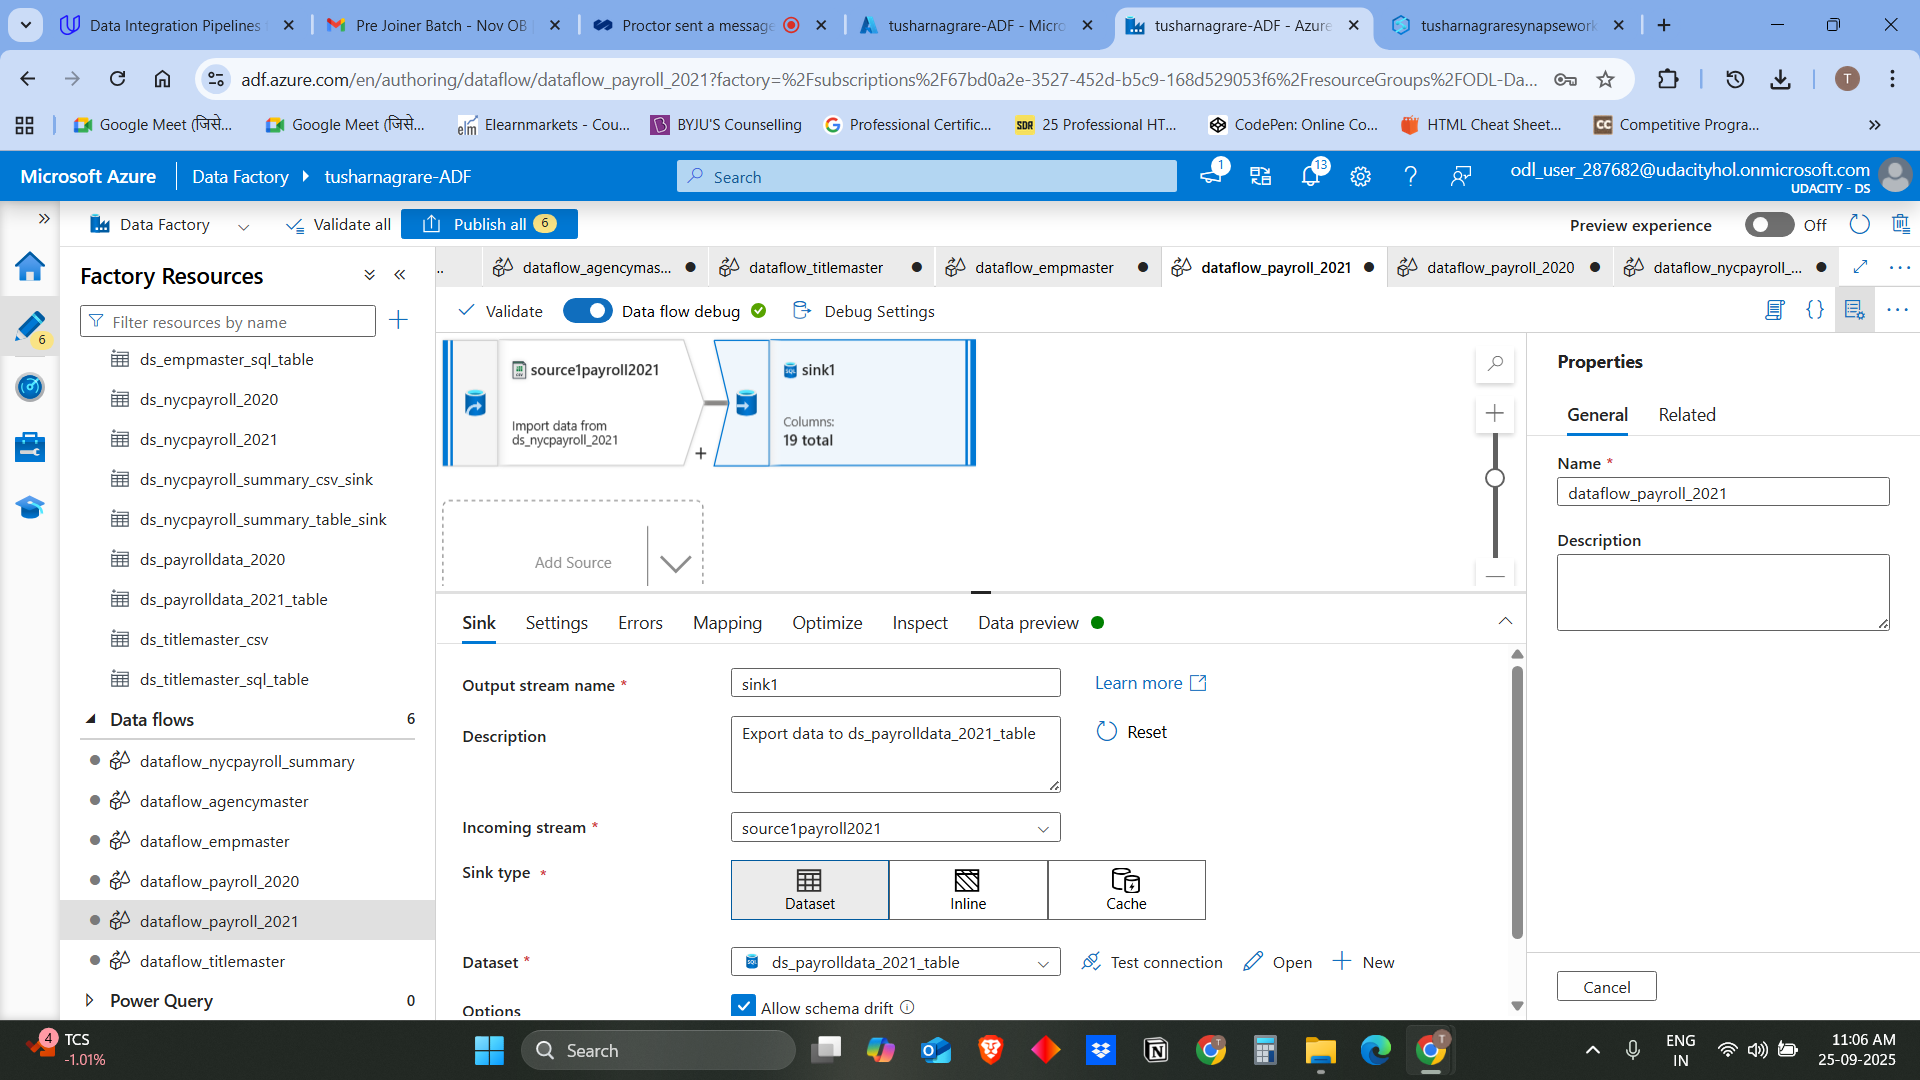 Data Integration Pipelines
Pre Joiner Batch - Nov OB
Proctor sent a message
tusharnagrare-ADF - Micro
tusharnagrare-ADF - Azure
tusharnagraresynapsework
adf.azure.com/en/authoring/dataflow/dataflow_payroll_2021?factory=%2Fsubscriptions%2F67bd0a2e-3527-452d-b5c9-168d529053f6%2FresourceGroups%2FODL-Da...
T
Google Meet (जिसे...
Google Meet (जिसे...
elm
Elearnmarkets - Cou...
BYJU'S Counselling
Professional Certific...
SDR
25 Professional HT...
CodePen: Online Co...
HTML Cheat Sheet...
CC
Competitive Progra...
Microsoft Azure
Data Factory
tusharnagrare-ADF
Search
1
13
odl_user_287682@udacityhol.onmicrosoft.com
UDACITY - DS
Data Factory
Validate all
Publish all 6
Preview experience
Off
6
Factory Resources
Filter resources by name
ds_empmaster_sql_table
ds_nycpayroll_2020
ds_nycpayroll_2021
ds_nycpayroll_summary_csv_sink
ds_nycpayroll_summary_table_sink
ds_payrolldata_2020
ds_payrolldata_2021_table
ds_titlemaster_csv
ds_titlemaster_sql_table
Data flows 6
dataflow_nycpayroll_summary
dataflow_agencymaster
dataflow_empmaster
dataflow_payroll_2020
dataflow_payroll_2021
dataflow_titlemaster
Power Query 0
..
dataflow_agencymas...
dataflow_titlemaster
dataflow_empmaster
dataflow_payroll_2021
dataflow_payroll_2020
dataflow_nycpayroll_...
Validate
Data flow debug
Debug Settings
source1payroll2021
Import data from
ds_nycpayroll_2021
sink1
Columns:
19 total
Add Source
Sink
Settings
Errors
Mapping
Optimize
Inspect
Data preview
Output stream name *
sink1
Learn more
Description
Export data to ds_payrolldata_2021_table
Reset
Incoming stream *
source1payroll2021
Sink type *
Dataset
Inline
Cache
Dataset *
ds_payrolldata_2021_table
Test connection
Open
New
Options
Allow schema drift
Properties
General
Related
Name *
dataflow_payroll_2021
Description
Cancel
4
TCS
-1.01%
Search
ENG
IN
11:06 AM
25-09-2025